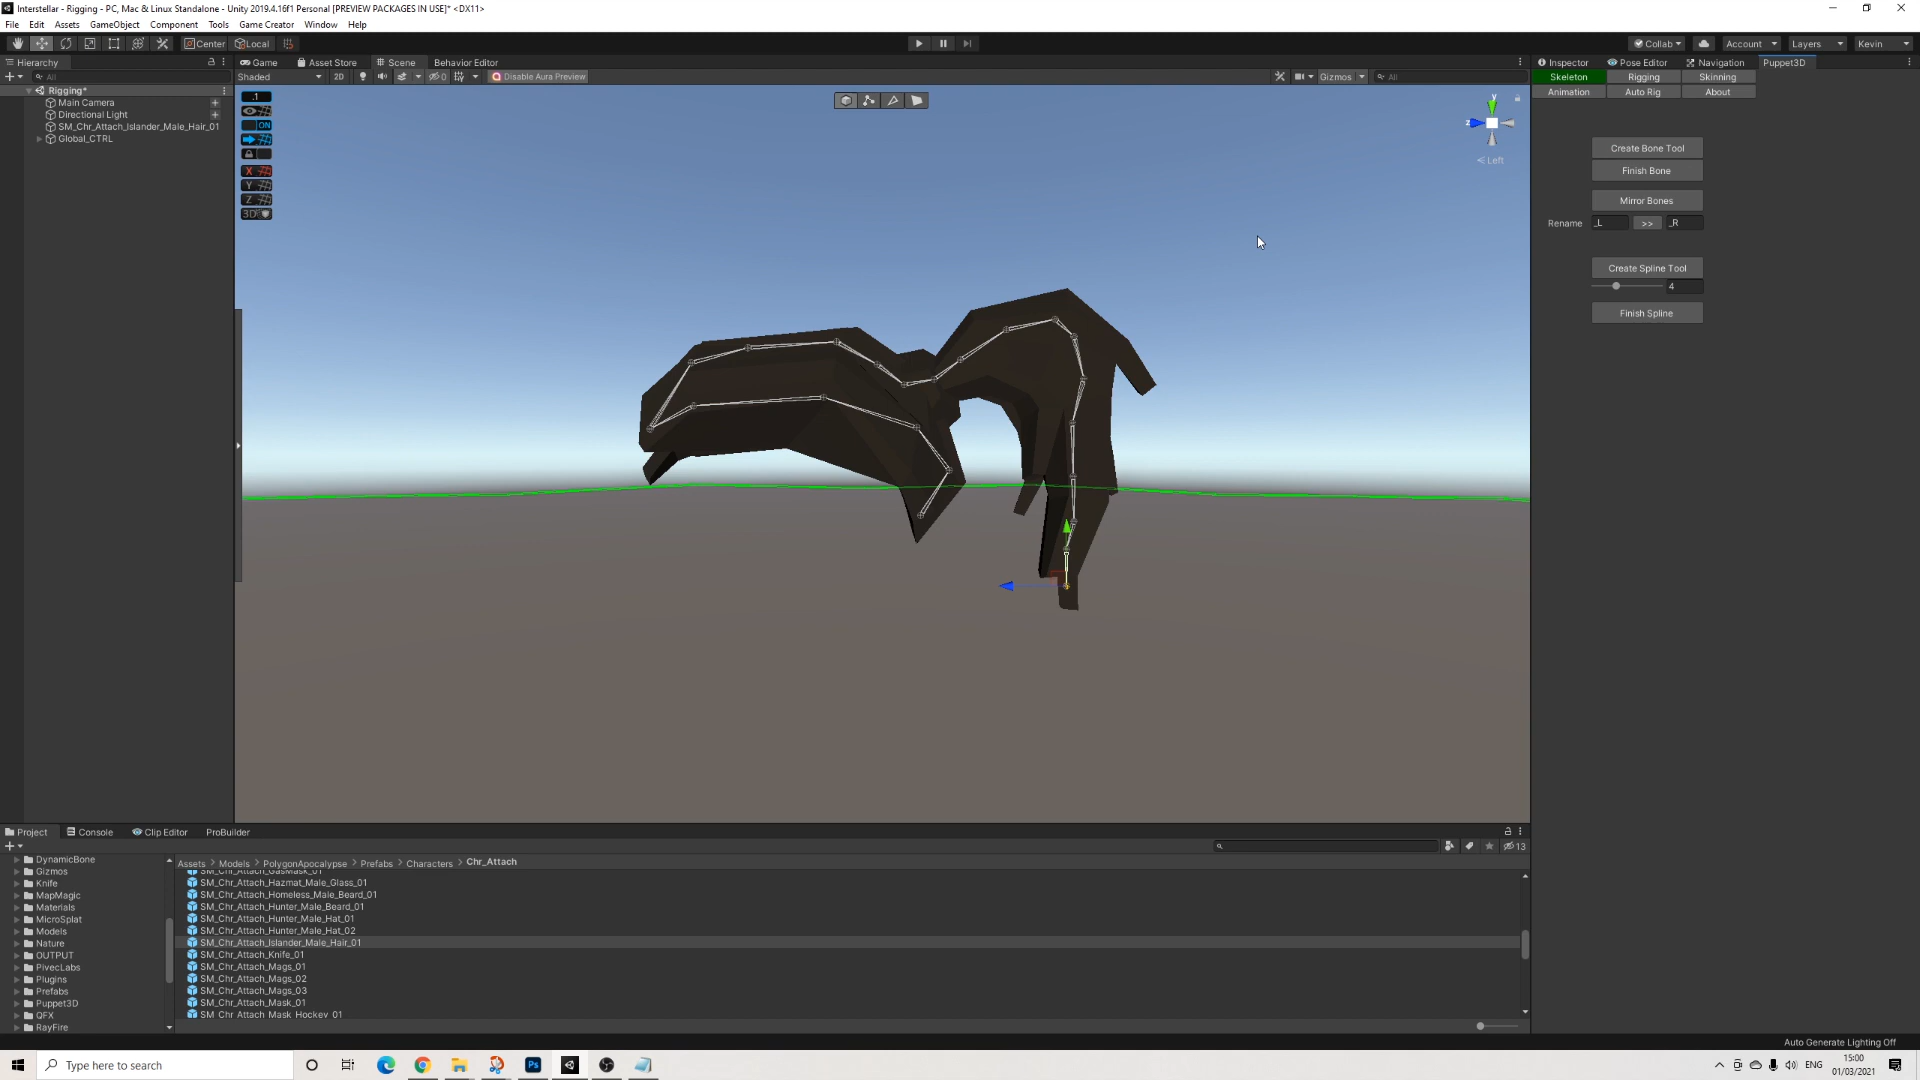 Interstellar - Rigging - PC, Mac & Linux Standalone - Unity 2019.4.16f1 Personal [PREVIEW PACKAGES IN USE]* <DX11>
File Edit Assets GameObject Component Tools Game Creator Window Help
Center Local Collab Account Layers Kevin
Hierarchy Game Asset Store Scene Behavior Editor Inspector Pose Editor Navigation Puppet3D
All Shaded 2D 0 Disable Aura Preview Gizmos All Skeleton Rigging Skinning
Animation Auto Rig About
Rigging*
Main Camera
Directional Light
SM_Chr_Attach_Islander_Male_Hair_01
Global_CTRL
.1
ON
X
Y
Z
3D
y
z
Left
Create Bone Tool
Finish Bone
Mirror Bones
Rename _L >> _R
Create Spline Tool
4
Finish Spline
Project Console Clip Editor ProBuilder
13
DynamicBone
Gizmos
Knife
MapMagic
Materials
MicroSplat
Models
Nature
OUTPUT
PivecLabs
Plugins
Prefabs
Puppet3D
QFX
RayFire
Assets > Models > PolygonApocalypse > Prefabs > Characters > Chr_Attach
SM_Chr_Attach_GasMask_01
SM_Chr_Attach_Hazmat_Male_Glass_01
SM_Chr_Attach_Homeless_Male_Beard_01
SM_Chr_Attach_Hunter_Male_Beard_01
SM_Chr_Attach_Hunter_Male_Hat_01
SM_Chr_Attach_Hunter_Male_Hat_02
SM_Chr_Attach_Islander_Male_Hair_01
SM_Chr_Attach_Knife_01
SM_Chr_Attach_Mags_01
SM_Chr_Attach_Mags_02
SM_Chr_Attach_Mags_03
SM_Chr_Attach_Mask_01
SM_Chr_Attach_Mask_Hockey_01
Auto Generate Lighting Off
Type here to search
Ps
ENG
15:00
01/03/2021